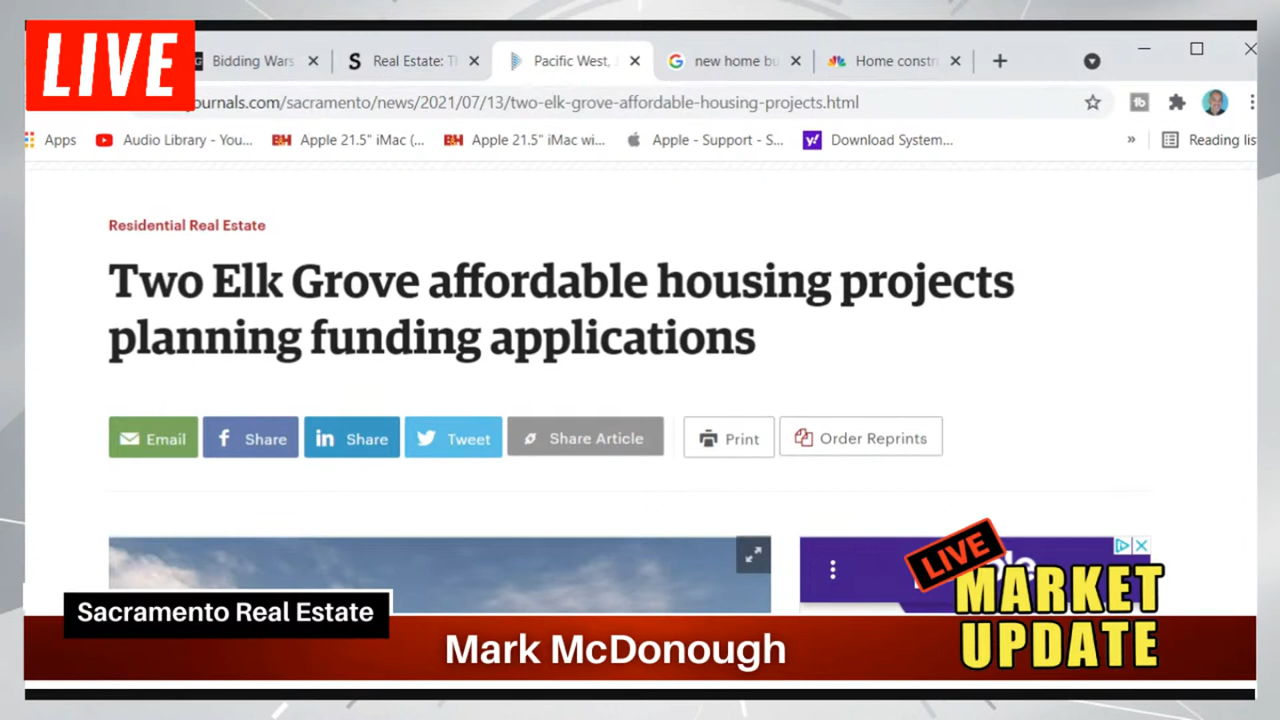 LIVE
Bidding Wars
Real Estate: T
Pacific West,
new home bu
Home constr
journals.com/sacramento/news/2021/07/13/two-elk-grove-affordable-housing-projects.html
Apps
Audio Library - You...
B&H
Apple 21.5" iMac (...
B&H
Apple 21.5" iMac wi...
Apple - Support - S...
y!
Download System...
»
Reading lis
Residential Real Estate
Two Elk Grove affordable housing projects
planning funding applications
Email
Share
Share
Tweet
Share Article
Print
Order Reprints
LIVE
MARKET
UPDATE
Sacramento Real Estate
Mark McDonough